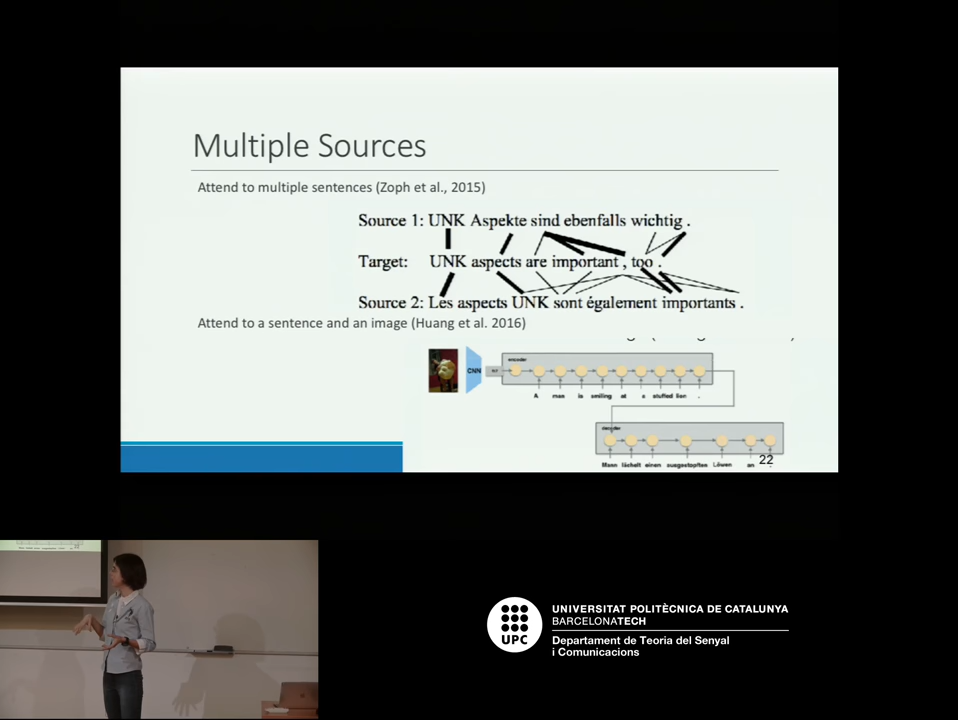 Multiple Sources
Attend to multiple sentences (Zoph et al., 2015)
Source 1: UNK Aspekte sind ebenfalls wichtig .
Target: UNK aspects are important , too .
Source 2: Les aspects UNK sont également importants .
Attend to a sentence and an image (Huang et al. 2016)
CNN
encoder
A man is smiling at a stuffed lion .
decoder
Mann lächelt einen ausgestopften Löwen an .
22
UPC
UNIVERSITAT POLITÈCNICA DE CATALUNYA
BARCELONATECH
Departament de Teoria del Senyal
i Comunicacions